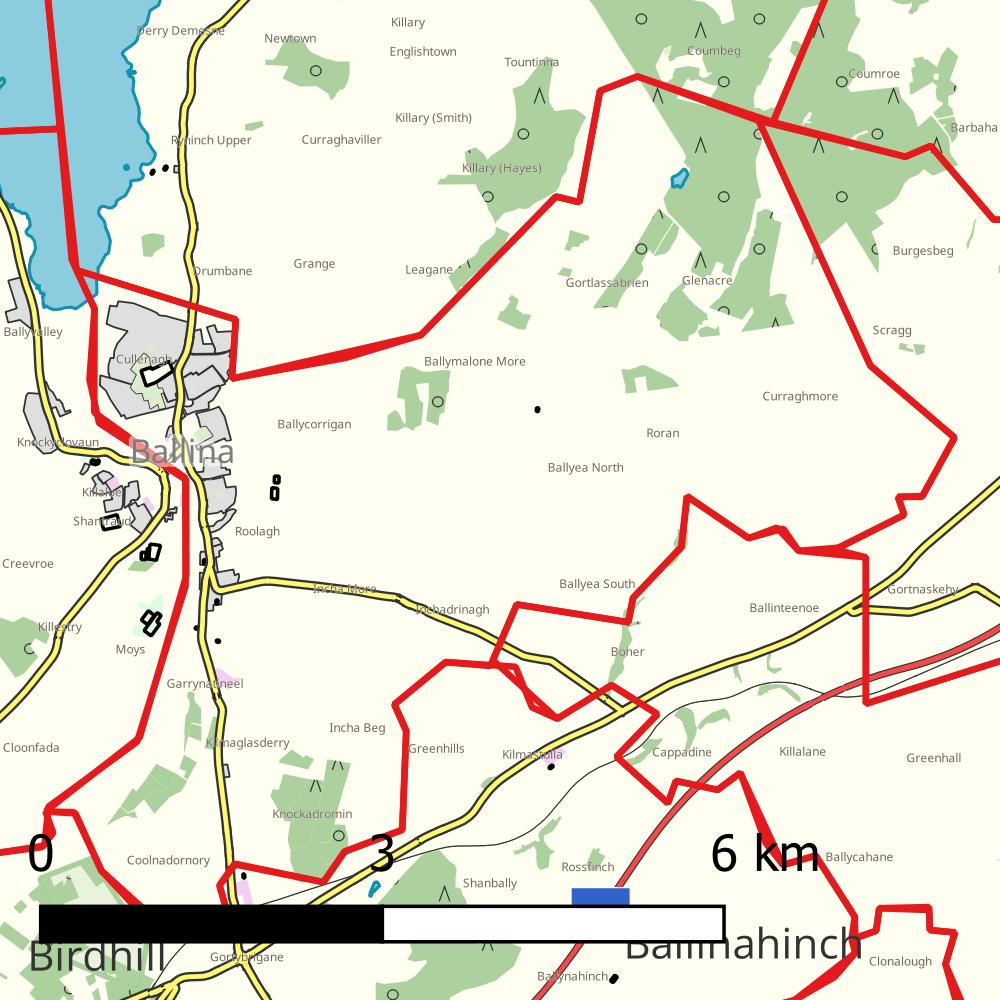 Derry Demesne
Killary
Newtown
Englishtown
Coumbeg
Tountinna
Coumroe
Killary (Smith)
Barbaha
Ryninch Upper
Curraghaviller
Killary (Hayes)
Burgesbeg
Grange
Drumbane
Leagane
Gortlassabrien
Glenacre
Ballyvalley
Scragg
Cullenagh
Ballymalone More
Curraghmore
Ballycorrigan
Roran
Knockyclovaun
Ballina
Ballyea North
Killaloe
Shantraud
Roolagh
Creevroe
Incha More
Ballyea South
Gortnaskehy
Inchadrinagh
Ballinteenoe
Killestry
Moys
Boher
Garrynatineel
Incha Beg
Kilmaglasderry
Cloonfada
Greenhills
Kilmastulla
Cappadine
Killalane
Greenhall
Knockadromin
0 3 6 km
Coolnadornory
Ballycahane
Rossfinch
Shanbally
Birdhill
Gortybrigane
Ballinahinch
Clonalough
Ballynahinch